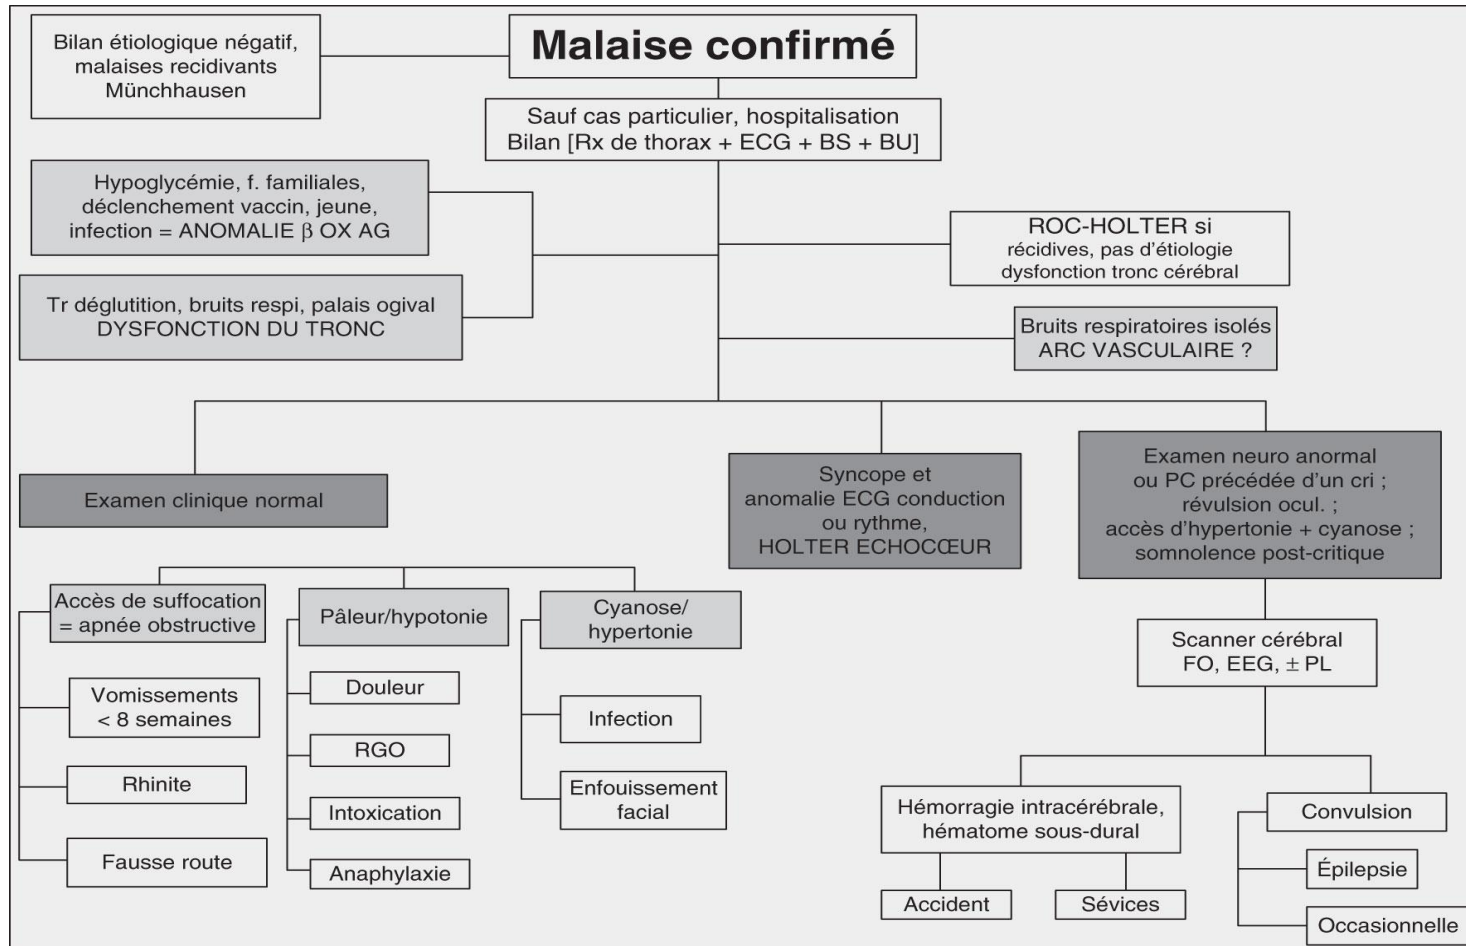 Malaise confirmé
Bilan étiologique négatif,
malaises recidivants
Münchhausen
Sauf cas particulier, hospitalisation
Bilan [Rx de thorax + ECG + BS + BU]
Hypoglycémie, f. familiales,
déclenchement vaccin, jeune,
infection = ANOMALIE β OX AG
ROC-HOLTER si
récidives, pas d'étiologie
dysfonction tronc cérébral
Tr déglutition, bruits respi, palais ogival
DYSFONCTION DU TRONC
Bruits respiratoires isolés
ARC VASCULAIRE ?
Examen clinique normal
Syncope et
anomalie ECG conduction
ou rythme,
HOLTER ECHOCŒUR
Examen neuro anormal
ou PC précédée d'un cri ;
révulsion ocul. ;
accès d'hypertonie + cyanose ;
somnolence post-critique
Accès de suffocation
= apnée obstructive
Vomissements
< 8 semaines
Rhinite
Fausse route
Pâleur/hypotonie
Douleur
RGO
Intoxication
Anaphylaxie
Cyanose/
hypertonie
Infection
Enfouissement
facial
Scanner cérébral
FO, EEG, ± PL
Hémorragie intracérébrale,
hématome sous-dural
Accident
Sévices
Convulsion
Épilepsie
Occasionnelle